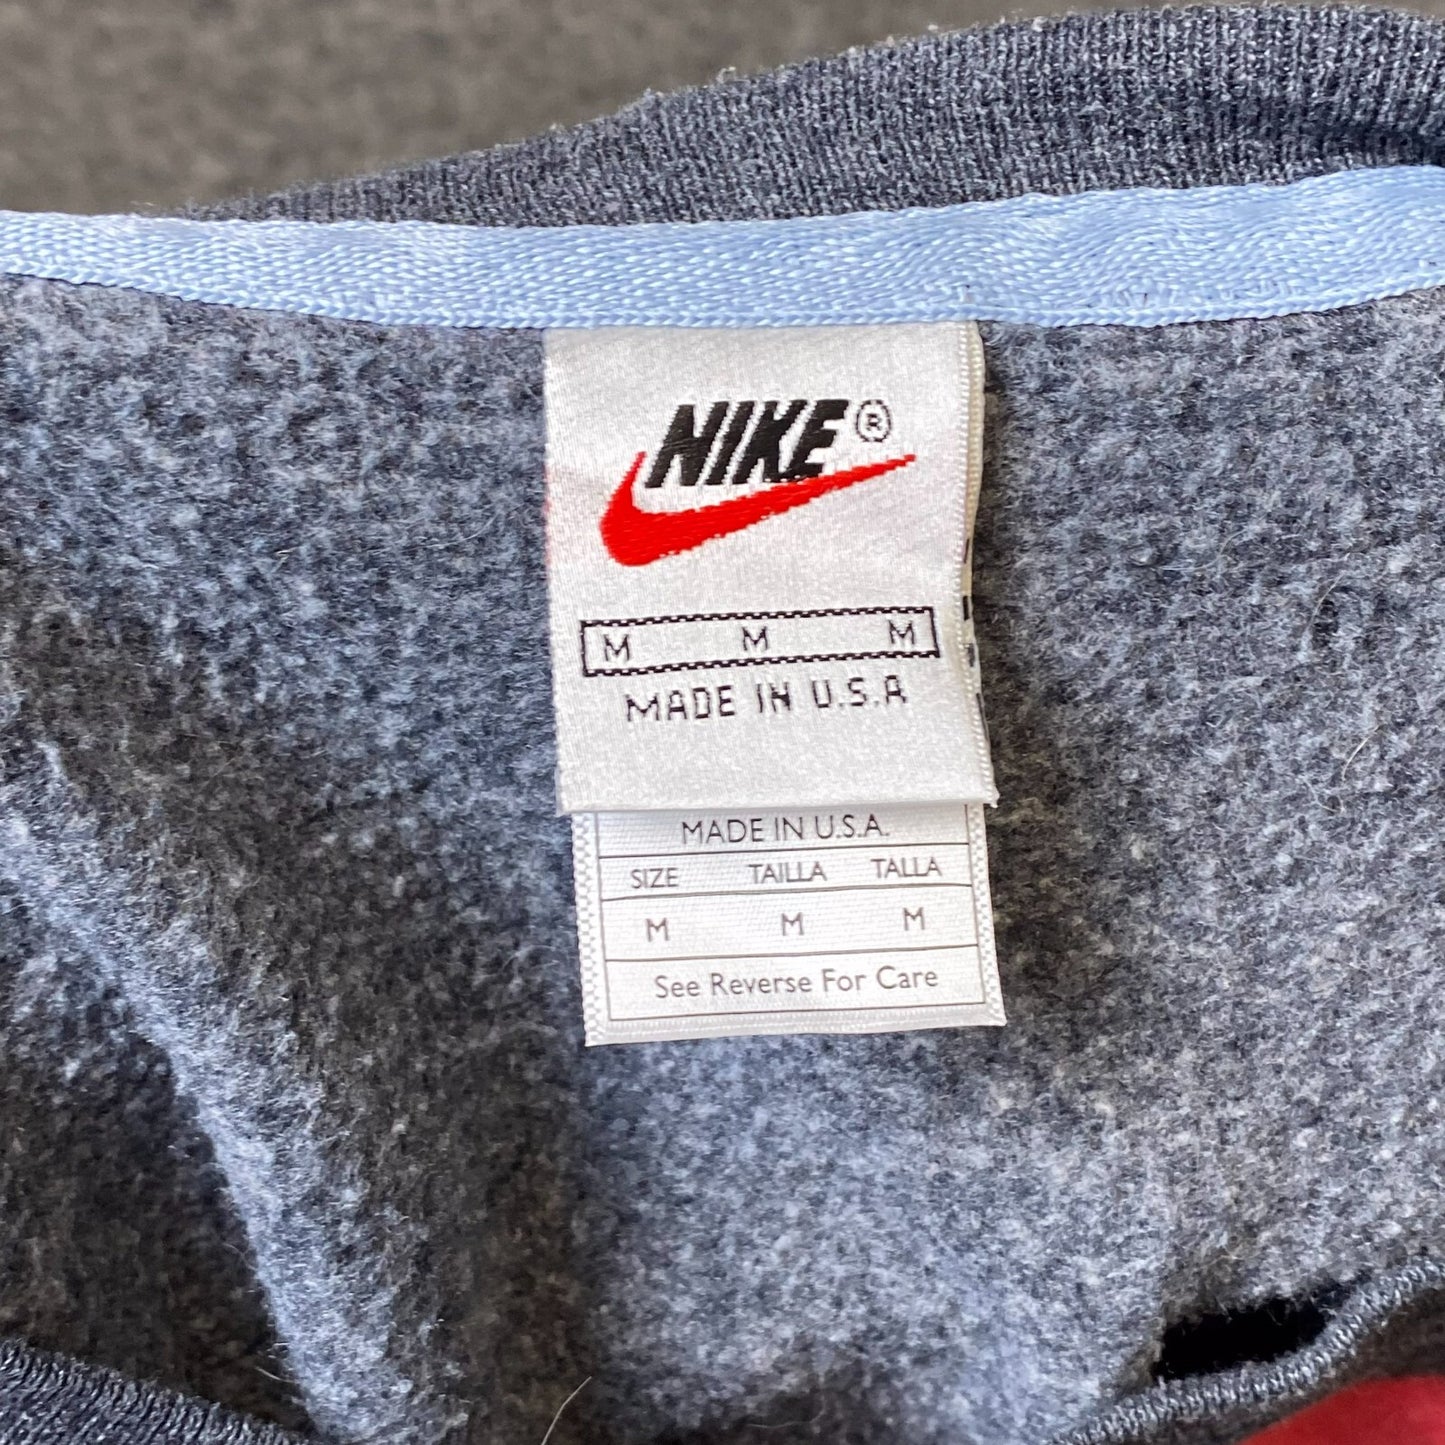 NIKE®
M M M
MADE IN U.S.A
MADE IN U.S.A.
SIZE TAILLA TALLA
M M M
See Reverse For Care